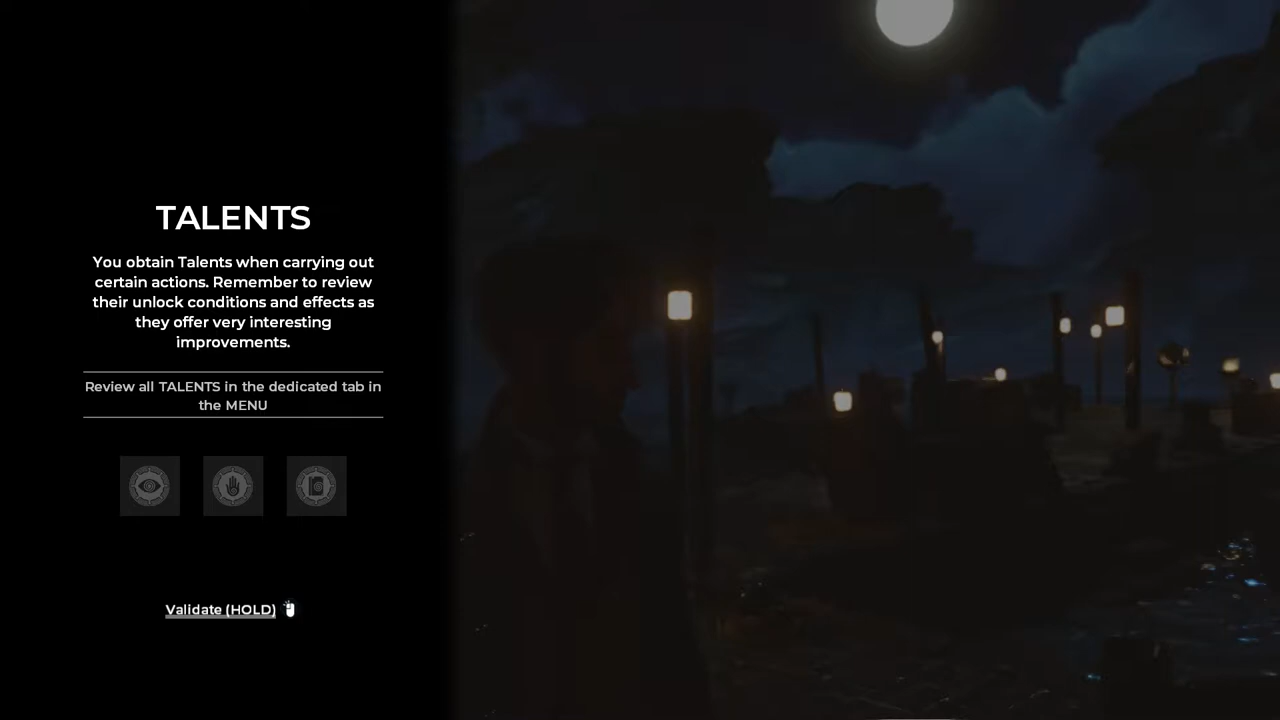 TALENTS
You obtain Talents when carrying out
certain actions. Remember to review
their unlock conditions and effects as
they offer very interesting
improvements.
Review all TALENTS in the dedicated tab in
the MENU
Validate (HOLD)